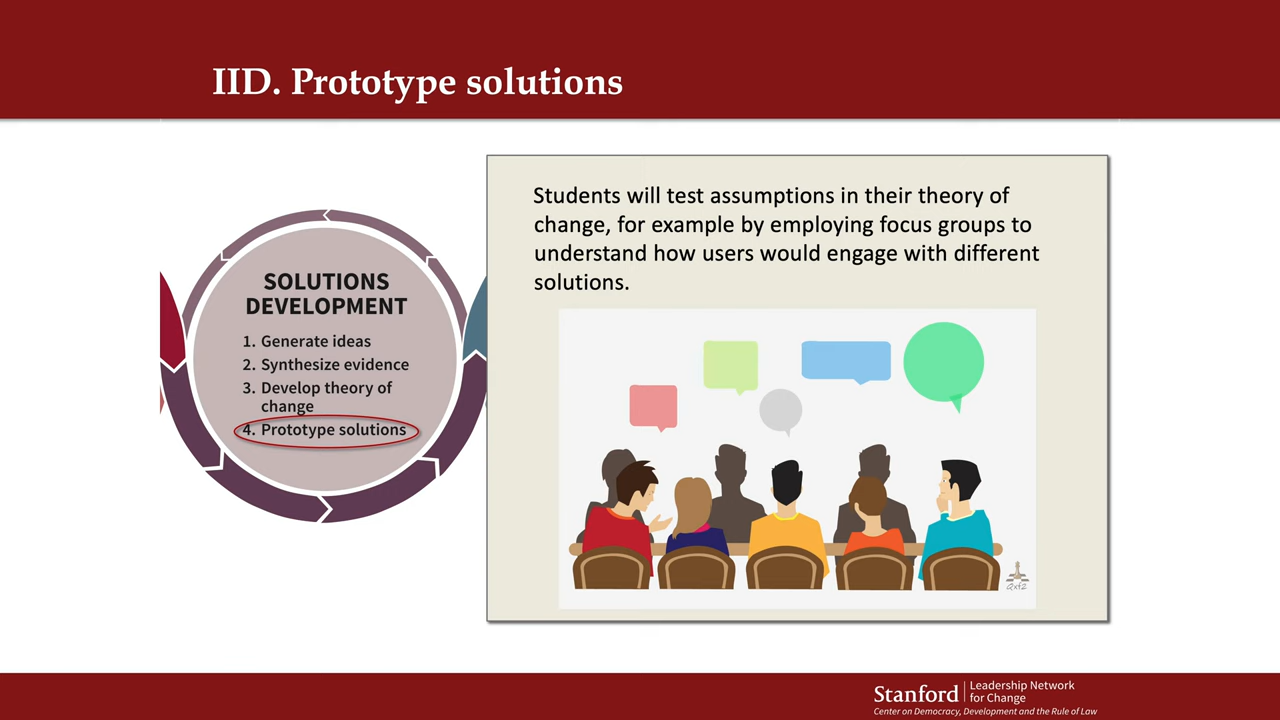 IID. Prototype solutions
SOLUTIONS
DEVELOPMENT
1. Generate ideas
2. Synthesize evidence
3. Develop theory of
change
4. Prototype solutions
Students will test assumptions in their theory of
change, for example by employing focus groups to
understand how users would engage with different
solutions.
Qxf2
Stanford
Leadership Network
for Change
Center on Democracy, Development and the Rule of Law